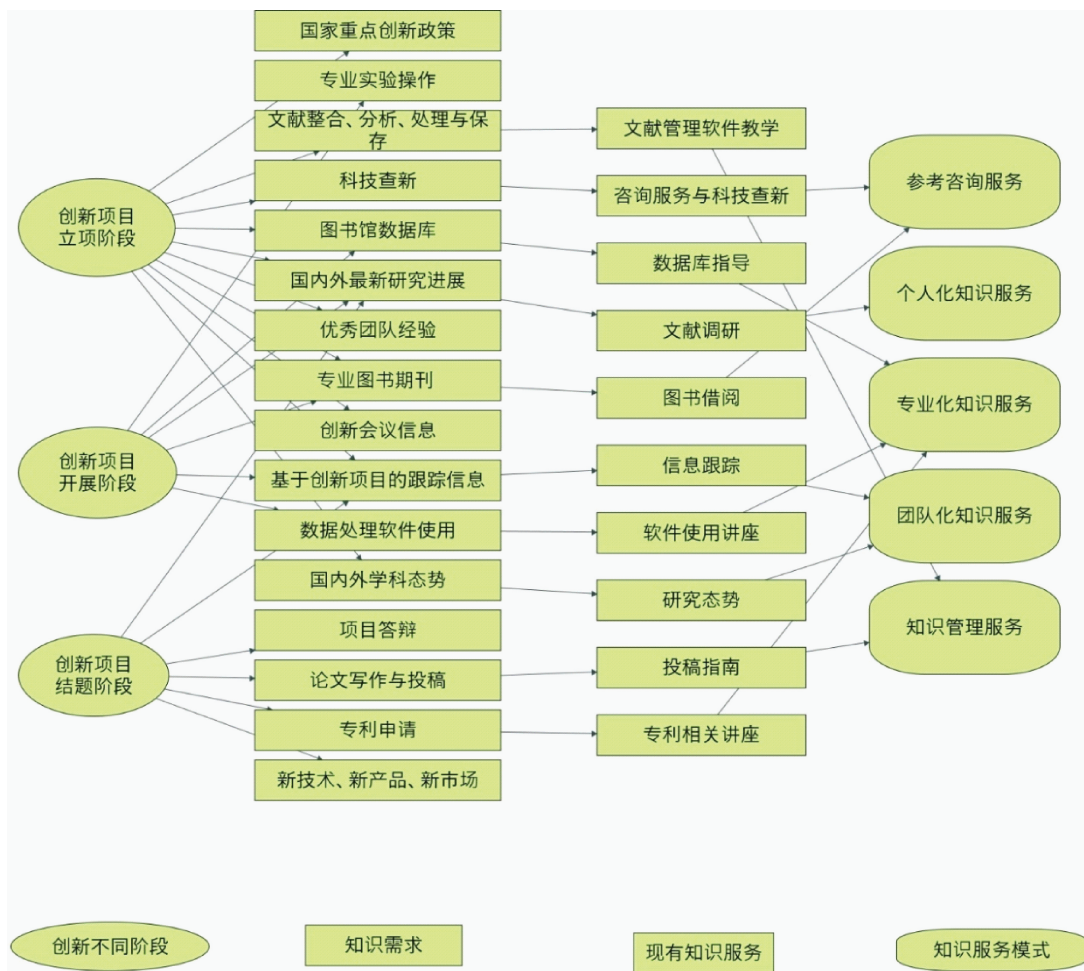 国家重点创新政策
专业实验操作
文献整合、分析、处理与保
存
科技查新
图书馆数据库
国内外最新研究进展
优秀团队经验
专业图书期刊
创新会议信息
基于创新项目的跟踪信息
数据处理软件使用
国内外学科态势
项目答辩
论文写作与投稿
专利申请
新技术、新产品、新市场
创新项目
立项阶段
创新项目
开展阶段
创新项目
结题阶段
文献管理软件教学
咨询服务与科技查新
数据库指导
文献调研
图书借阅
信息跟踪
软件使用讲座
研究态势
投稿指南
专利相关讲座
参考咨询服务
个人化知识服务
专业化知识服务
团队化知识服务
知识管理服务
创新不同阶段
知识需求
现有知识服务
知识服务模式